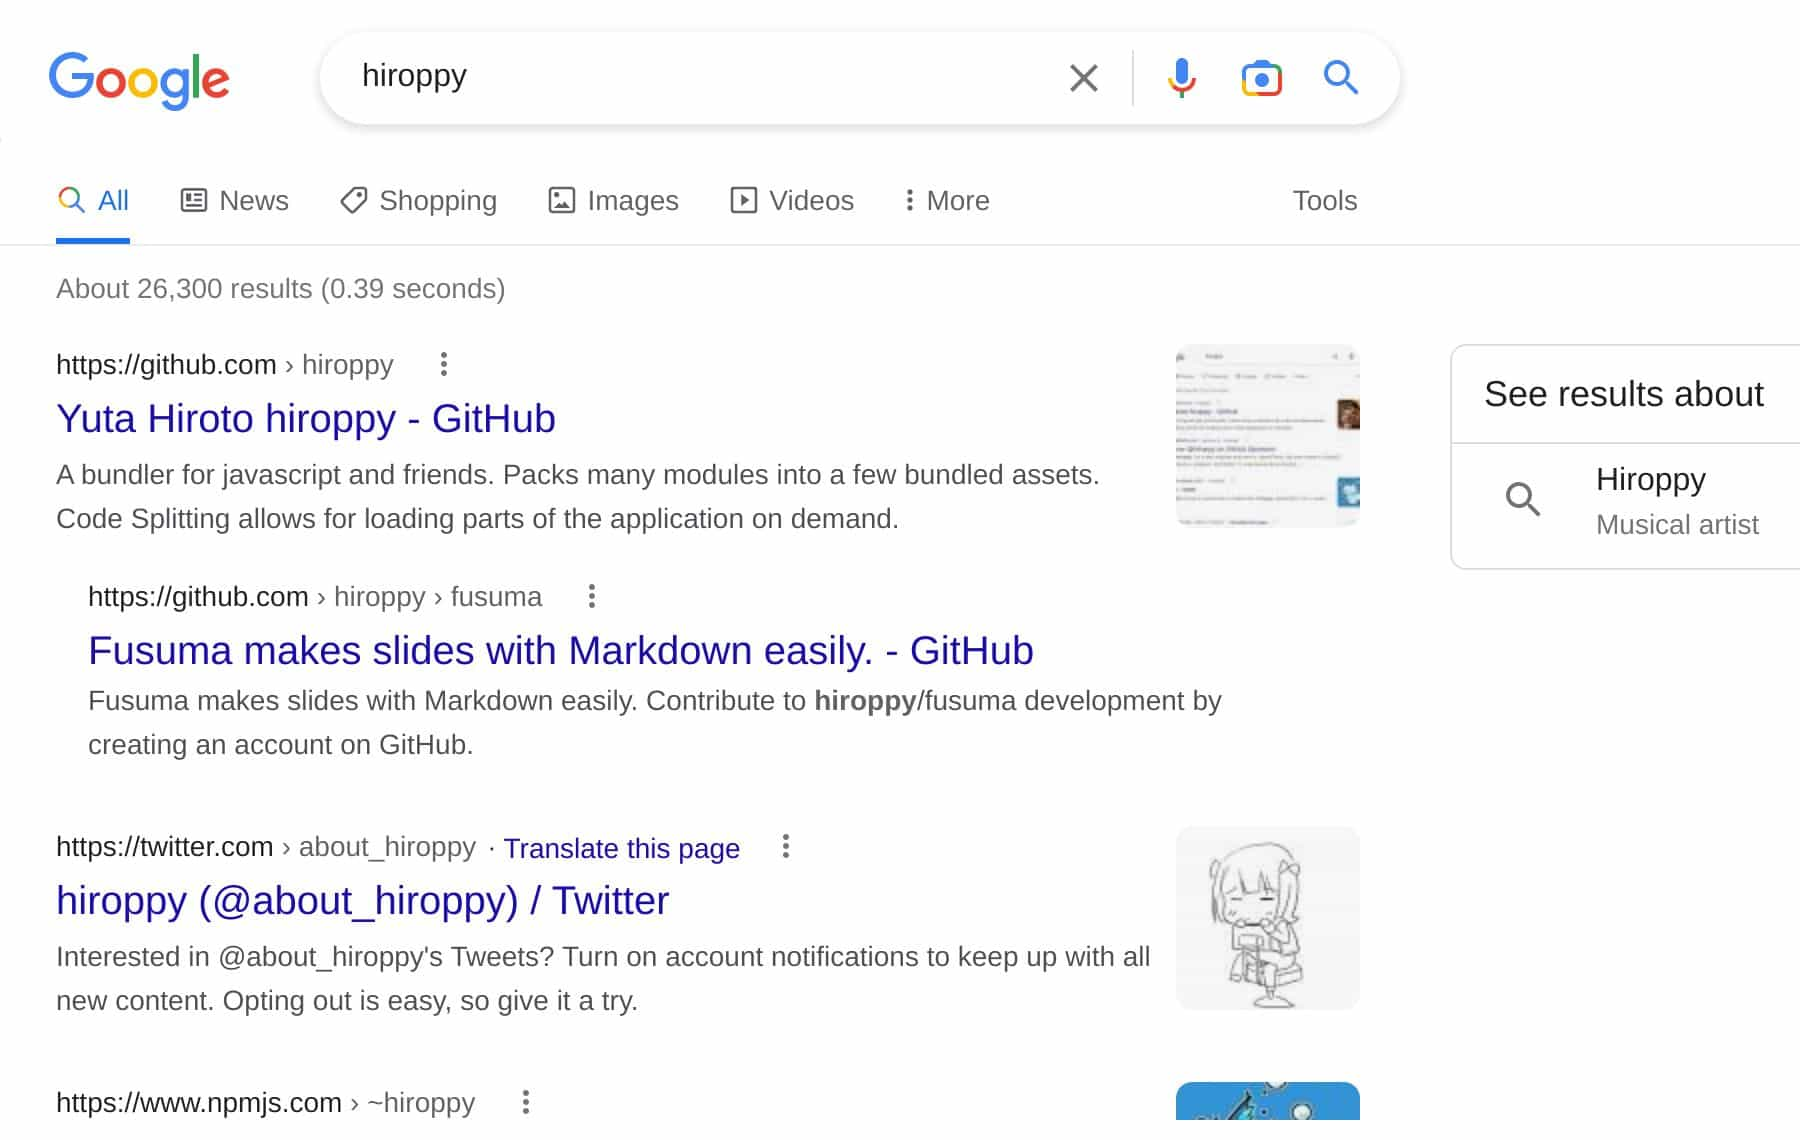 Google
hiroppy
All News Shopping Images Videos More Tools
About 26,300 results (0.39 seconds)
https://github.com › hiroppy
Yuta Hiroto hiroppy - GitHub
A bundler for javascript and friends. Packs many modules into a few bundled assets.
Code Splitting allows for loading parts of the application on demand.
https://github.com › hiroppy › fusuma
Fusuma makes slides with Markdown easily. - GitHub
Fusuma makes slides with Markdown easily. Contribute to hiroppy/fusuma development by
creating an account on GitHub.
https://twitter.com › about_hiroppy · Translate this page
hiroppy (@about_hiroppy) / Twitter
Interested in @about_hiroppy's Tweets? Turn on account notifications to keep up with all
new content. Opting out is easy, so give it a try.
https://www.npmjs.com › ~hiroppy
See results about
Hiroppy
Musical artist